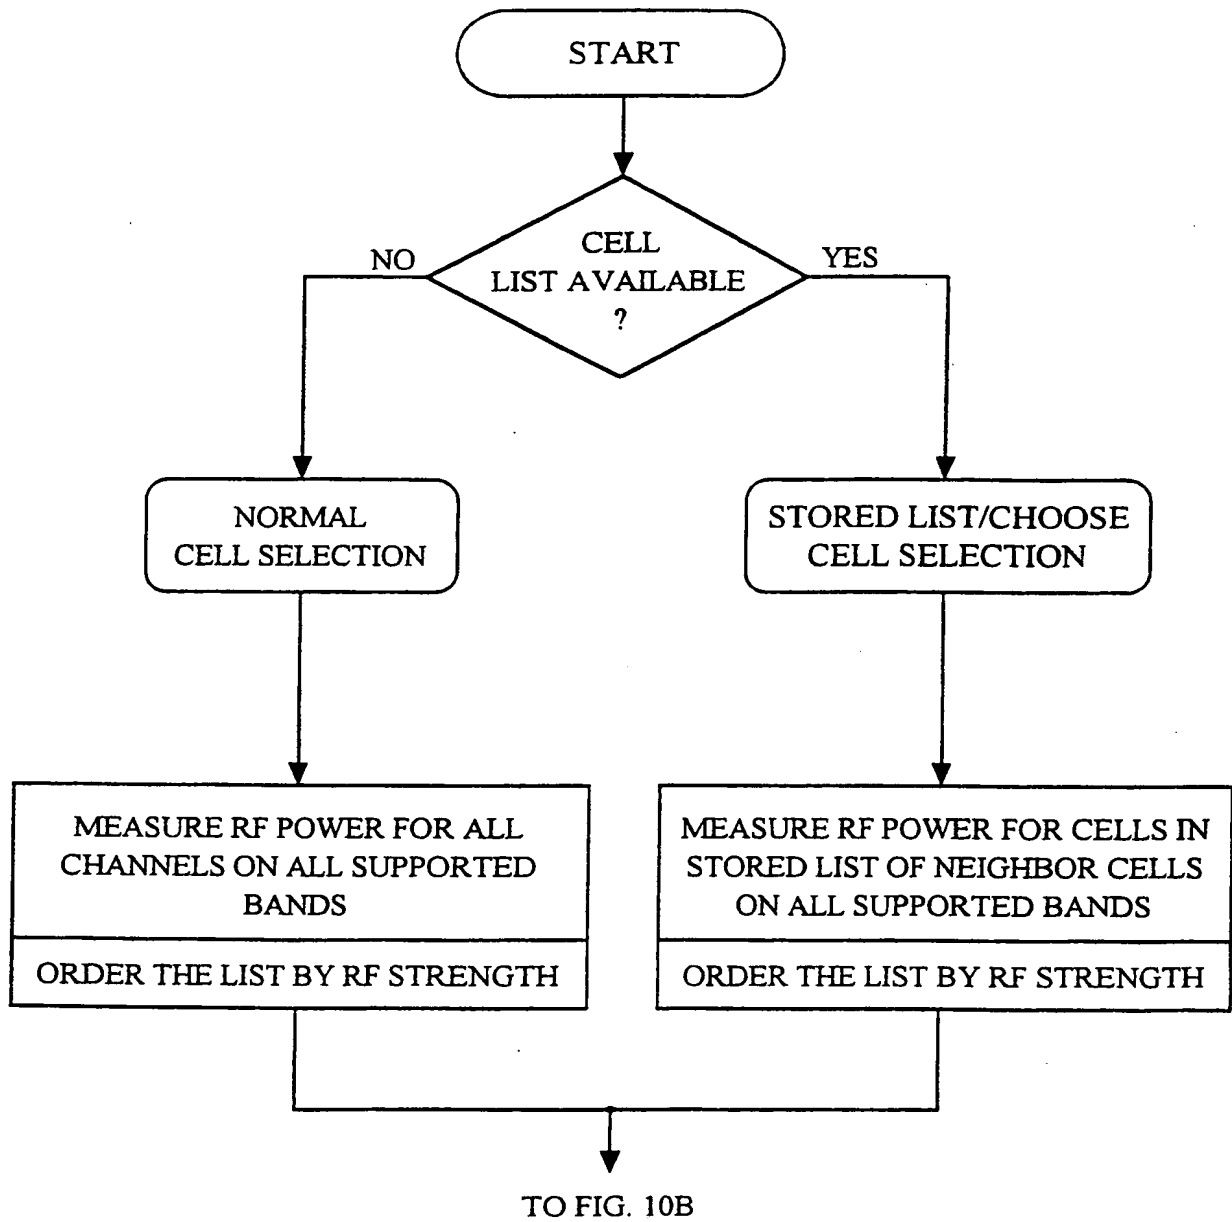 START
CELL
LIST AVAILABLE
?
NO
YES
NORMAL
CELL SELECTION
STORED LIST/CHOOSE
CELL SELECTION
MEASURE RF POWER FOR ALL
CHANNELS ON ALL SUPPORTED
BANDS
ORDER THE LIST BY RF STRENGTH
MEASURE RF POWER FOR CELLS IN
STORED LIST OF NEIGHBOR CELLS
ON ALL SUPPORTED BANDS
ORDER THE LIST BY RF STRENGTH
TO FIG. 10B